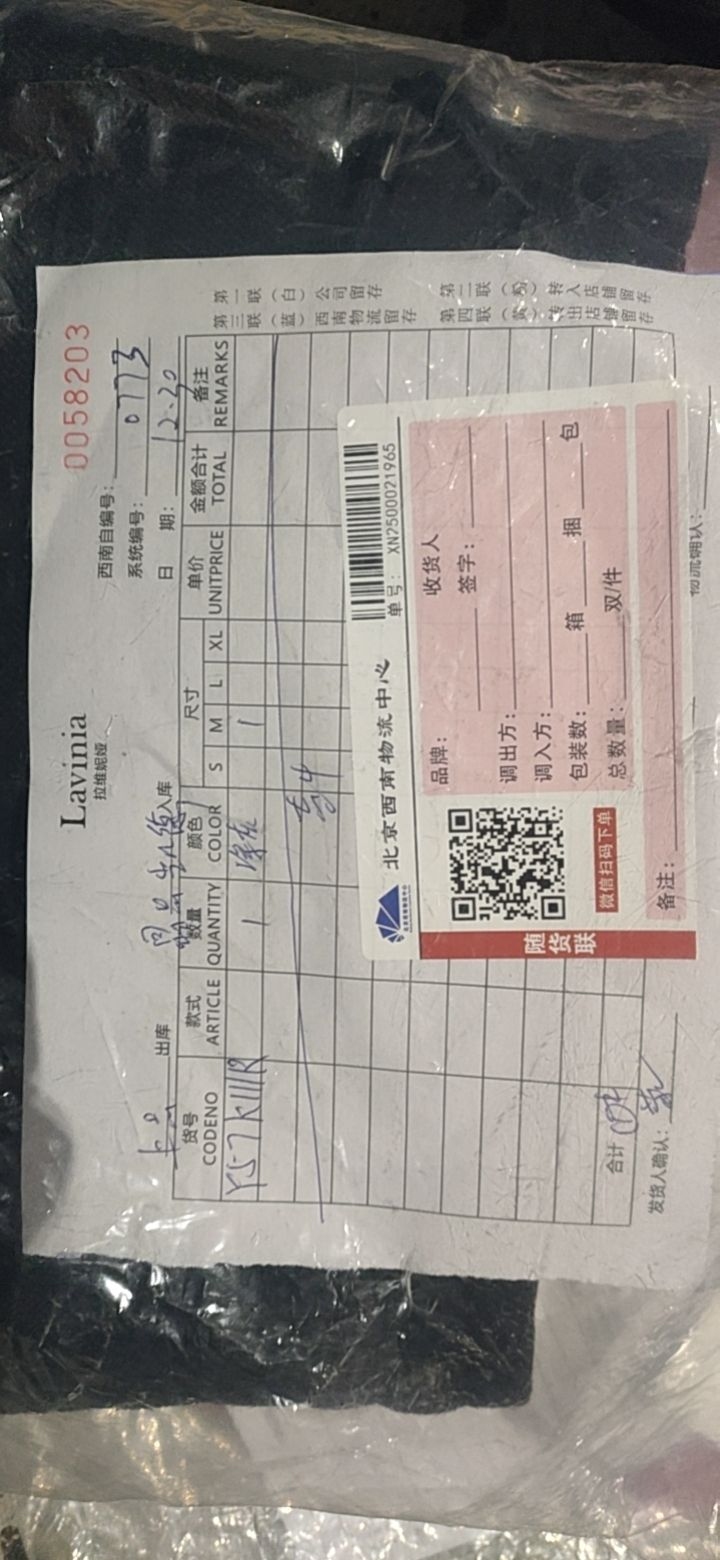 Lavinia
拉维妮娅
0058203
西南自编号：
系统编号：0773
日 期：12.20
出库
入库
货号 款式 数量 颜色 尺寸 单价 金额合计 备注
CODENO ARTICLE QUANTITY COLOR S M L XL UNITPRICE TOTAL REMARKS
Y57K111R 1 1
合计
发货人确认：
物流确认：
第一联（白）公司留存
第三联（蓝）西南物流留存
第二联（粉）转入店铺留存
第四联（黄）转出店铺留存
北京西南物流中心
单号：XN2500021965
随货联
微信扫码下单
品牌：
收货人
签字：
调出方：
调入方：
包装数： 箱 捆 包
总数量： 双/件
备注：